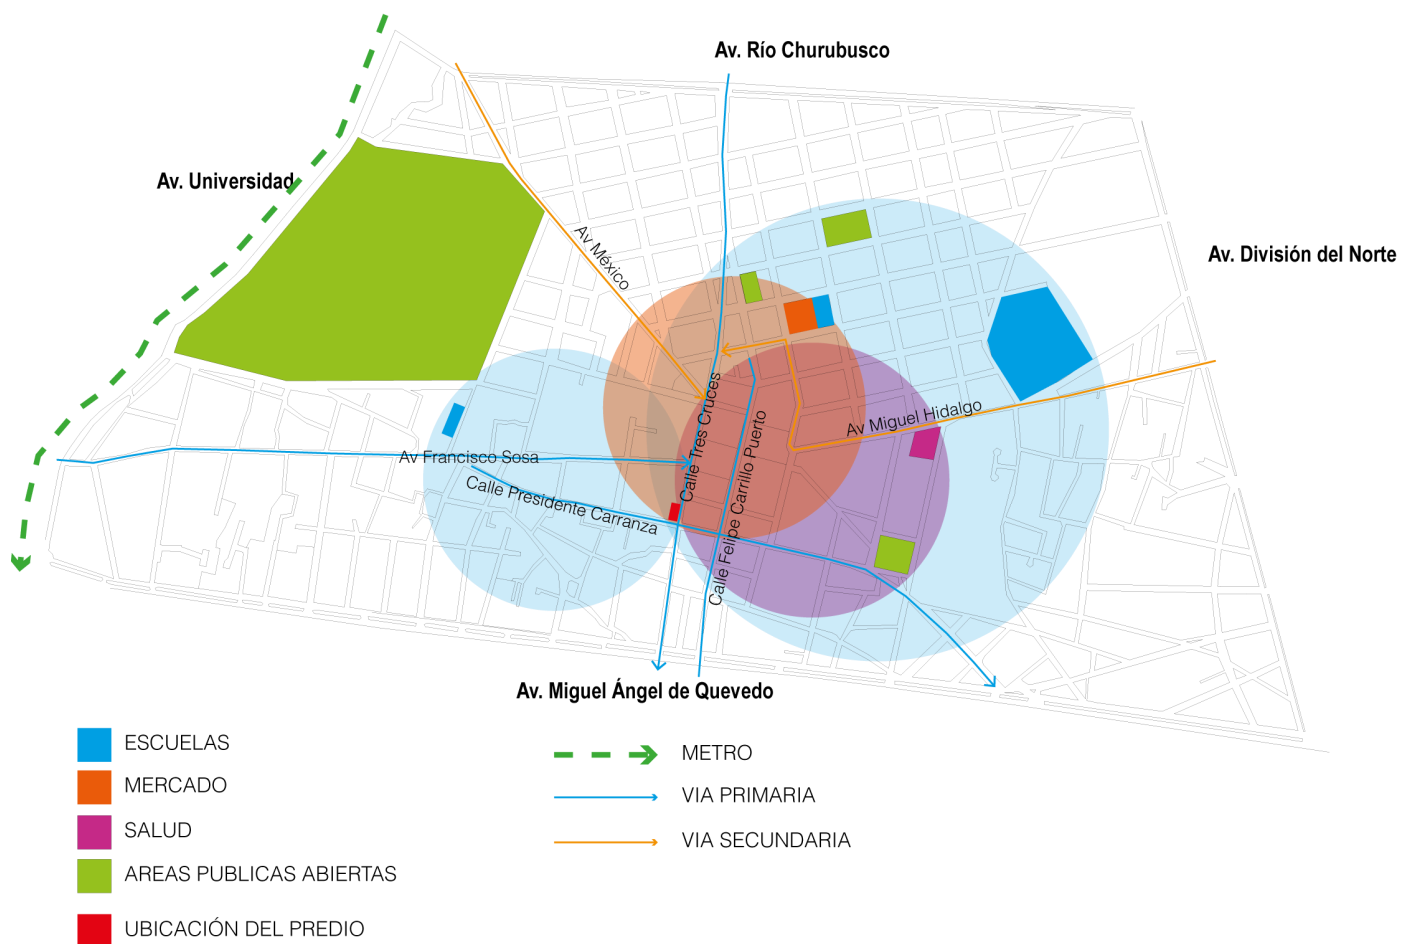 Av. Río Churubusco
Av. Universidad
Av. División del Norte
Av México
Calle Tres Cruces
Calle Felipe Carrillo Puerto
Av Miguel Hidalgo
Av Francisco Sosa
Calle Presidente Carranza
Av. Miguel Ángel de Quevedo
ESCUELAS
MERCADO
SALUD
AREAS PUBLICAS ABIERTAS
UBICACIÓN DEL PREDIO
METRO
VIA PRIMARIA
VIA SECUNDARIA